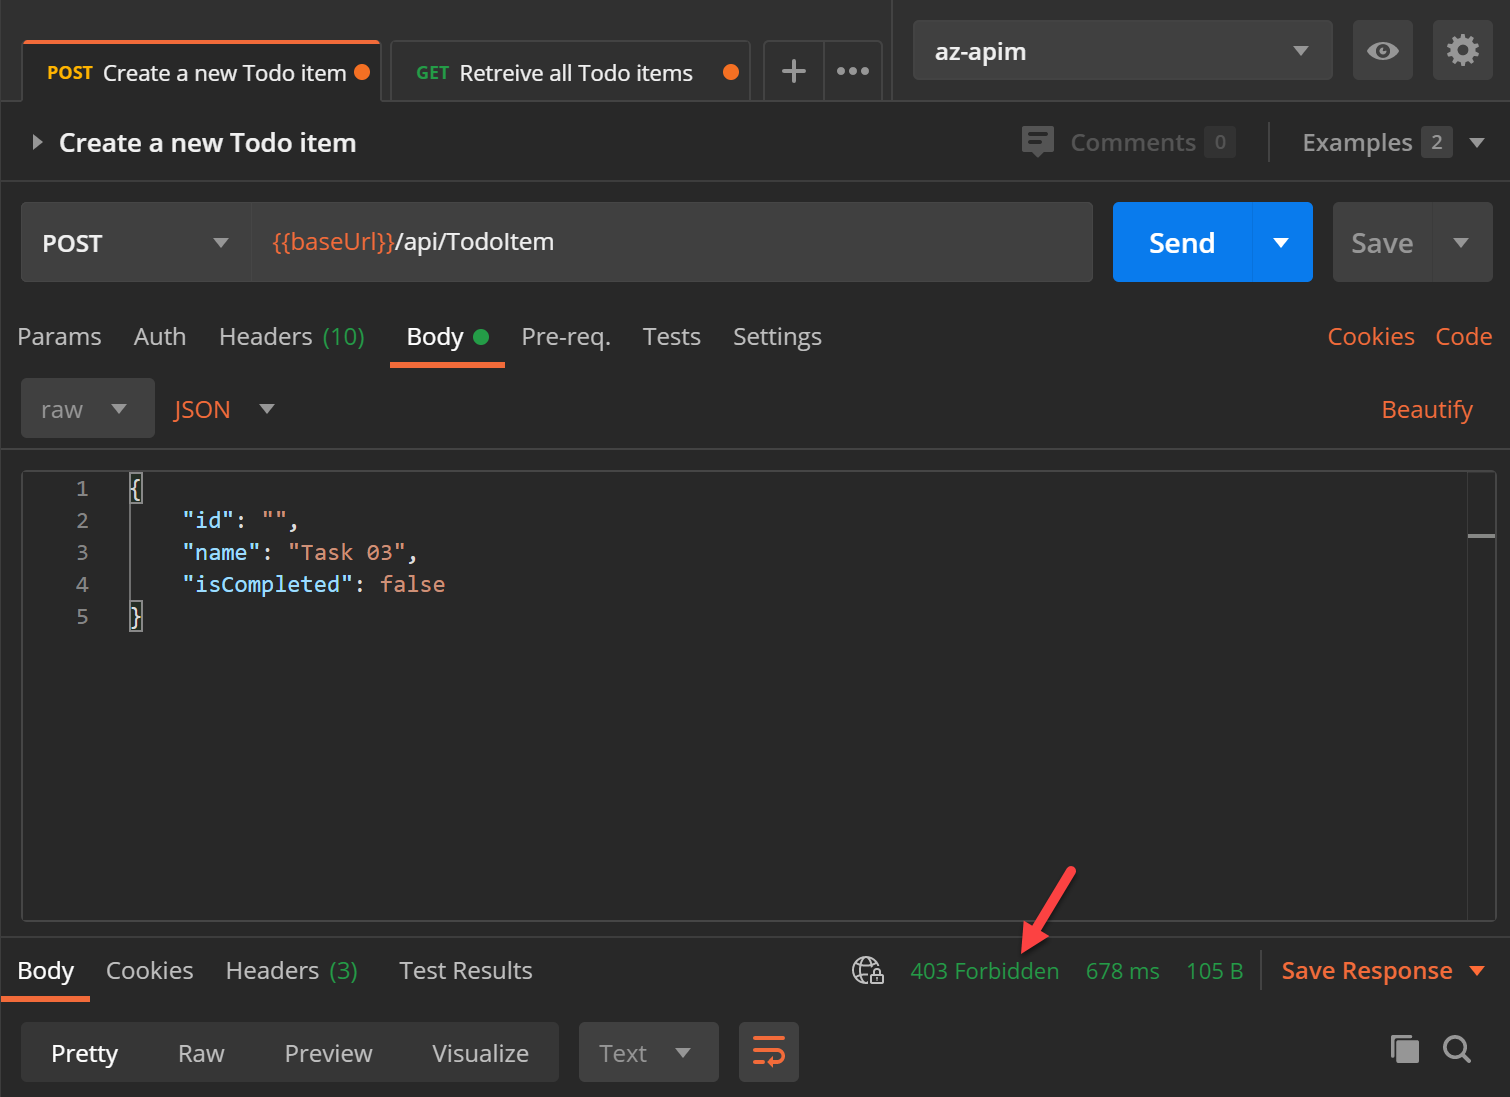 POST Create a new Todo item
GET Retreive all Todo items
az-apim
Create a new Todo item
Comments 0
Examples 2
POST
{{baseUrl}}/api/TodoItem
Send
Save
Params Auth Headers (10) Body Pre-req. Tests Settings Cookies Code
raw JSON Beautify
1 {
2 "id": "",
3 "name": "Task 03",
4 "isCompleted": false
5 }
Body Cookies Headers (3) Test Results 403 Forbidden 678 ms 105 B Save Response
Pretty Raw Preview Visualize Text